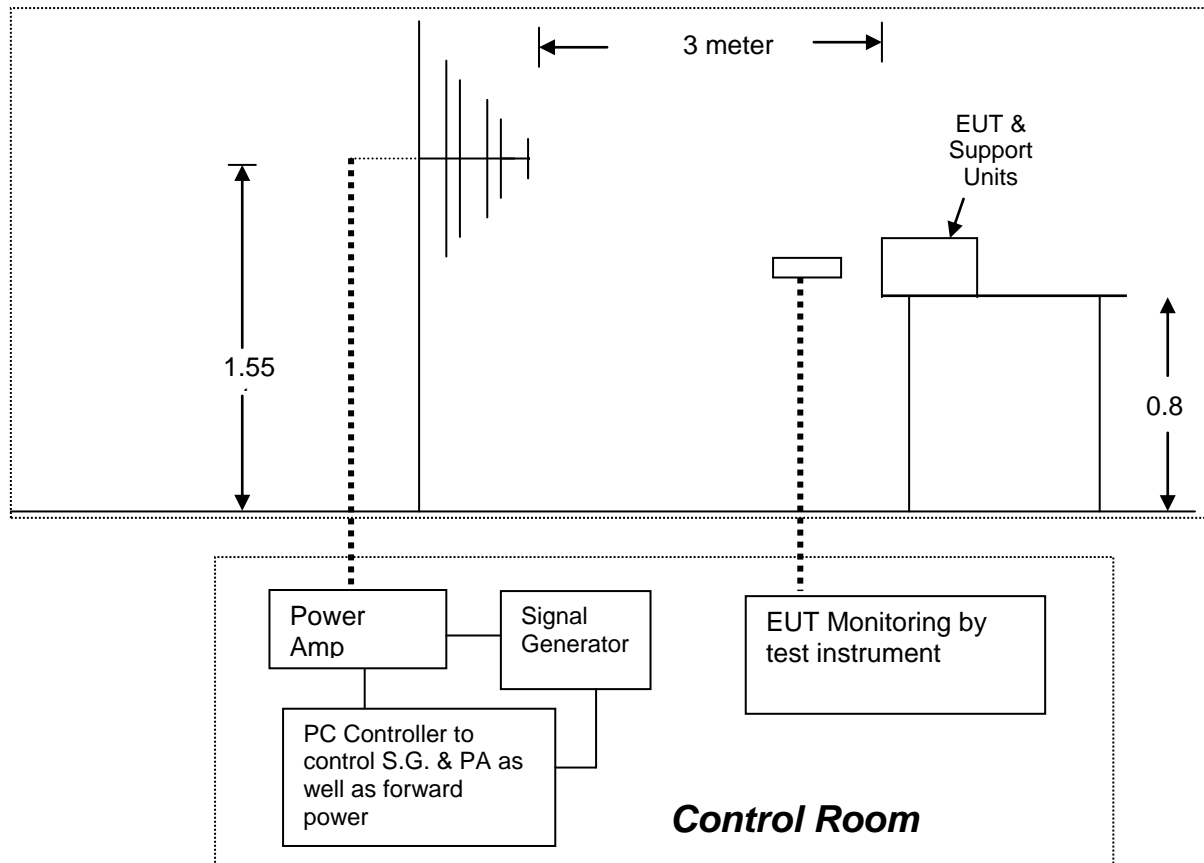 3 meter
EUT &
Support
Units
1.55
0.8
Power
Amp
Signal
Generator
EUT Monitoring by
test instrument
PC Controller to
control S.G. & PA as
well as forward
power
Control Room